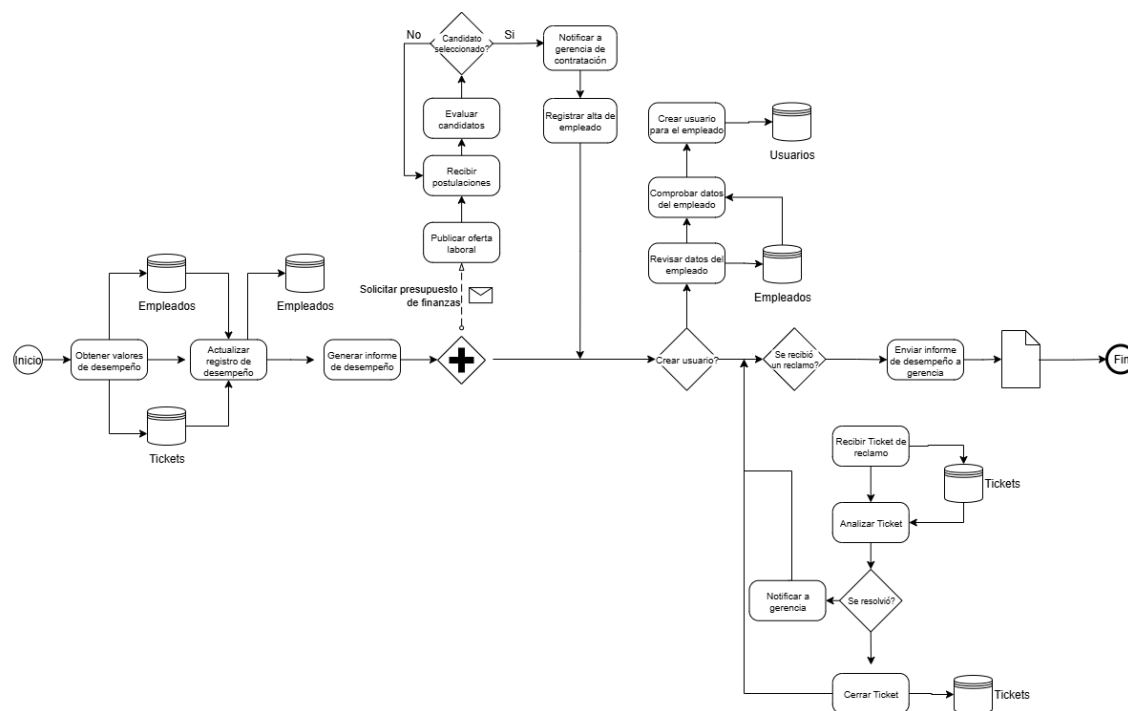 No
Candidato
seleccionado?
Si
Notificar a
gerencia de
contratación
Evaluar
candidatos
Registrar alta de
empleado
Recibir
postulaciones
Publicar oferta
laboral
Solicitar presupuesto
de finanzas
Crear usuario
para el empleado
Usuarios
Comprobar datos
del empleado
Revisar datos del
empleado
Empleados
Empleados
Empleados
Inicio
Obtener valores
de desempeño
Actualizar
registro de
desempeño
Tickets
Generar informe
de desempeño
Crear usuario?
Se recibió
un reclamo?
Enviar informe
de desempeño a
gerencia
Fin
Recibir Ticket de
reclamo
Tickets
Analizar Ticket
Se resolvió?
Notificar a
gerencia
Cerrar Ticket
Tickets